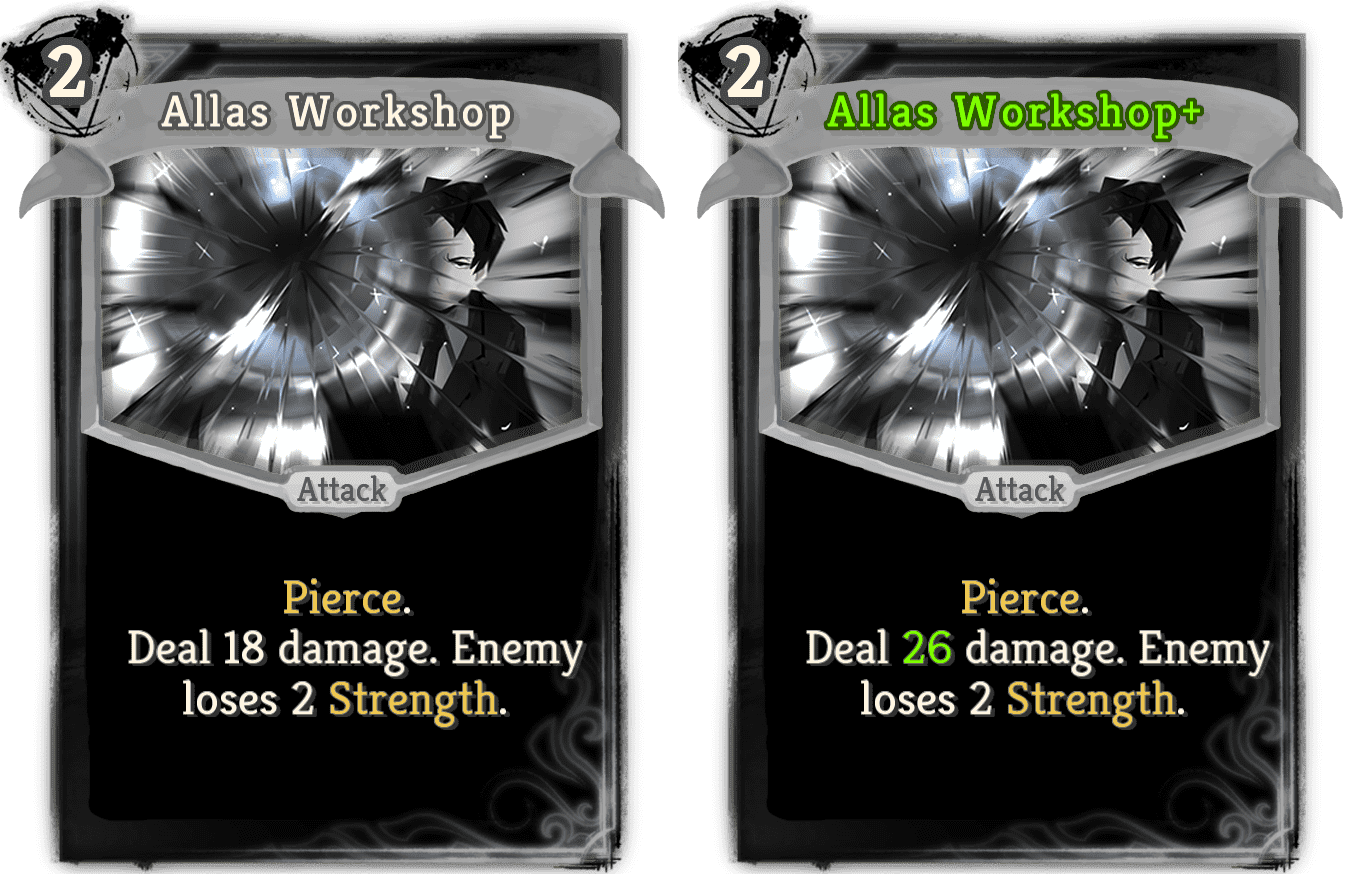 2
Allas Workshop
Attack
Pierce.
Deal 18 damage. Enemy
loses 2 Strength.
2
Allas Workshop+
Attack
Pierce.
Deal 26 damage. Enemy
loses 2 Strength.